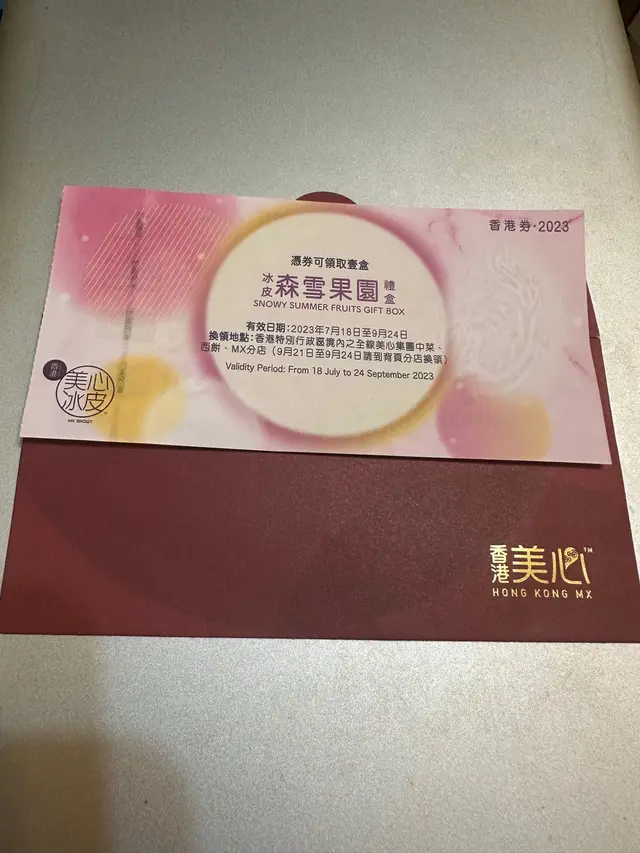 香港券·2023
憑券可領取壹盒
冰皮森雪果園禮盒
SNOWY SUMMER FRUITS GIFT BOX
有效日期:2023年7月18日至9月24日
換領地點:香港特別行政區境內之全線美心集團中菜、
西餅、MX分店（9月21日至9月24日請到背頁分店換領）
Validity Period: From 18 July to 24 September 2023
香港
美心
冰皮
MX SNOWY
香港美心™
HONG KONG MX